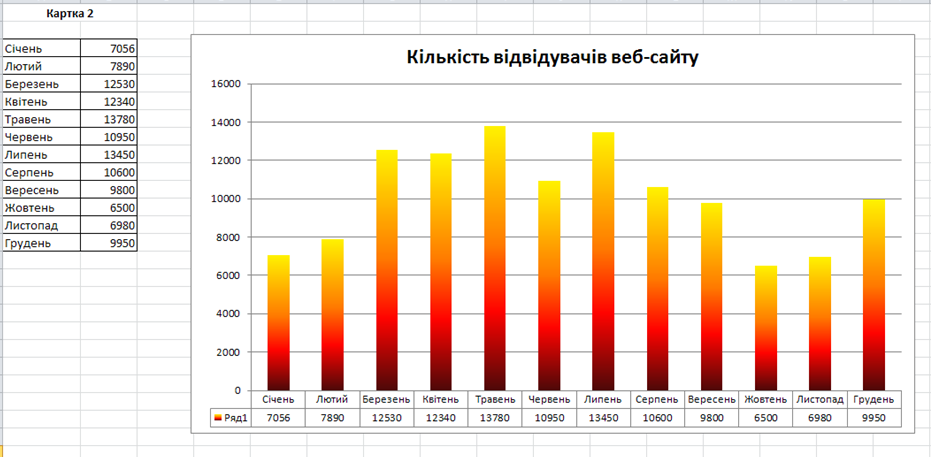 Картка 2
Січень 7056
Лютий 7890
Березень 12530
Квітень 12340
Травень 13780
Червень 10950
Липень 13450
Серпень 10600
Вересень 9800
Жовтень 6500
Листопад 6980
Грудень 9950
Кількість відвідувачів веб-сайту
16000
14000
12000
10000
8000
6000
4000
2000
0
Січень Лютий Березень Квітень Травень Червень Липень Серпень Вересень Жовтень Листопад Грудень
Ряд1 7056 7890 12530 12340 13780 10950 13450 10600 9800 6500 6980 9950